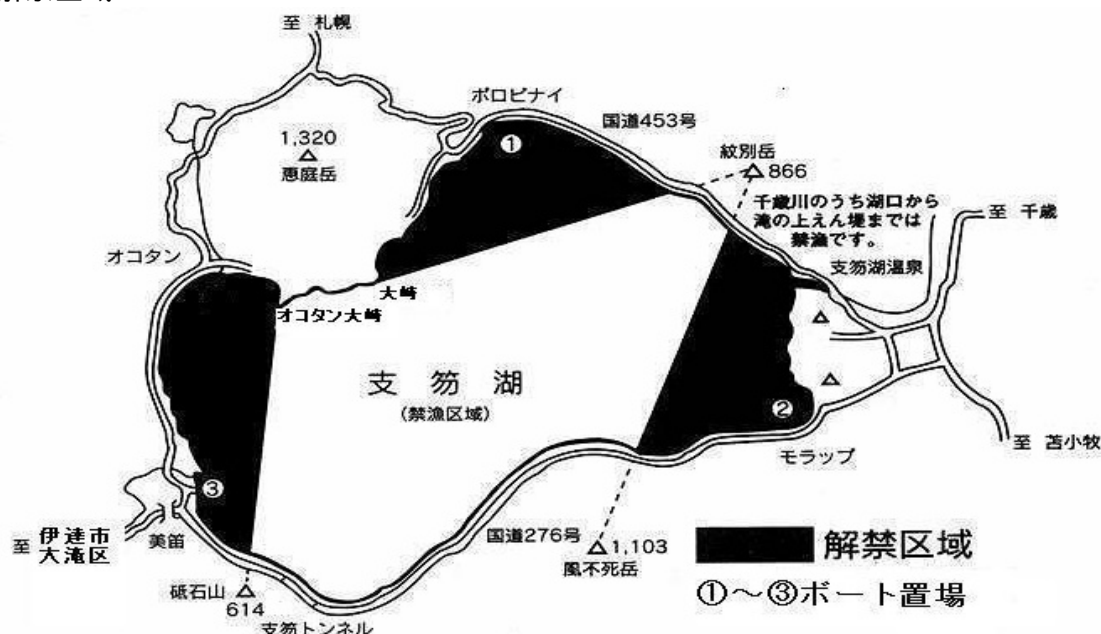 至 札幌
ポロピナイ
①
国道453号
1,320
恵庭岳
紋別岳
866
千歳川のうち湖口から
滝の上えん堤までは
禁漁です。
至 千歳
オコタン
支笏湖温泉
大崎
オコタン大崎
支笏湖
(禁漁区域)
②
モラップ
至 苫小牧
③
至 伊達市
大滝区
美笛
国道276号
1,103
風不死岳
解禁区域
砥石山
614
①～③ボート置場
支笏トンネル